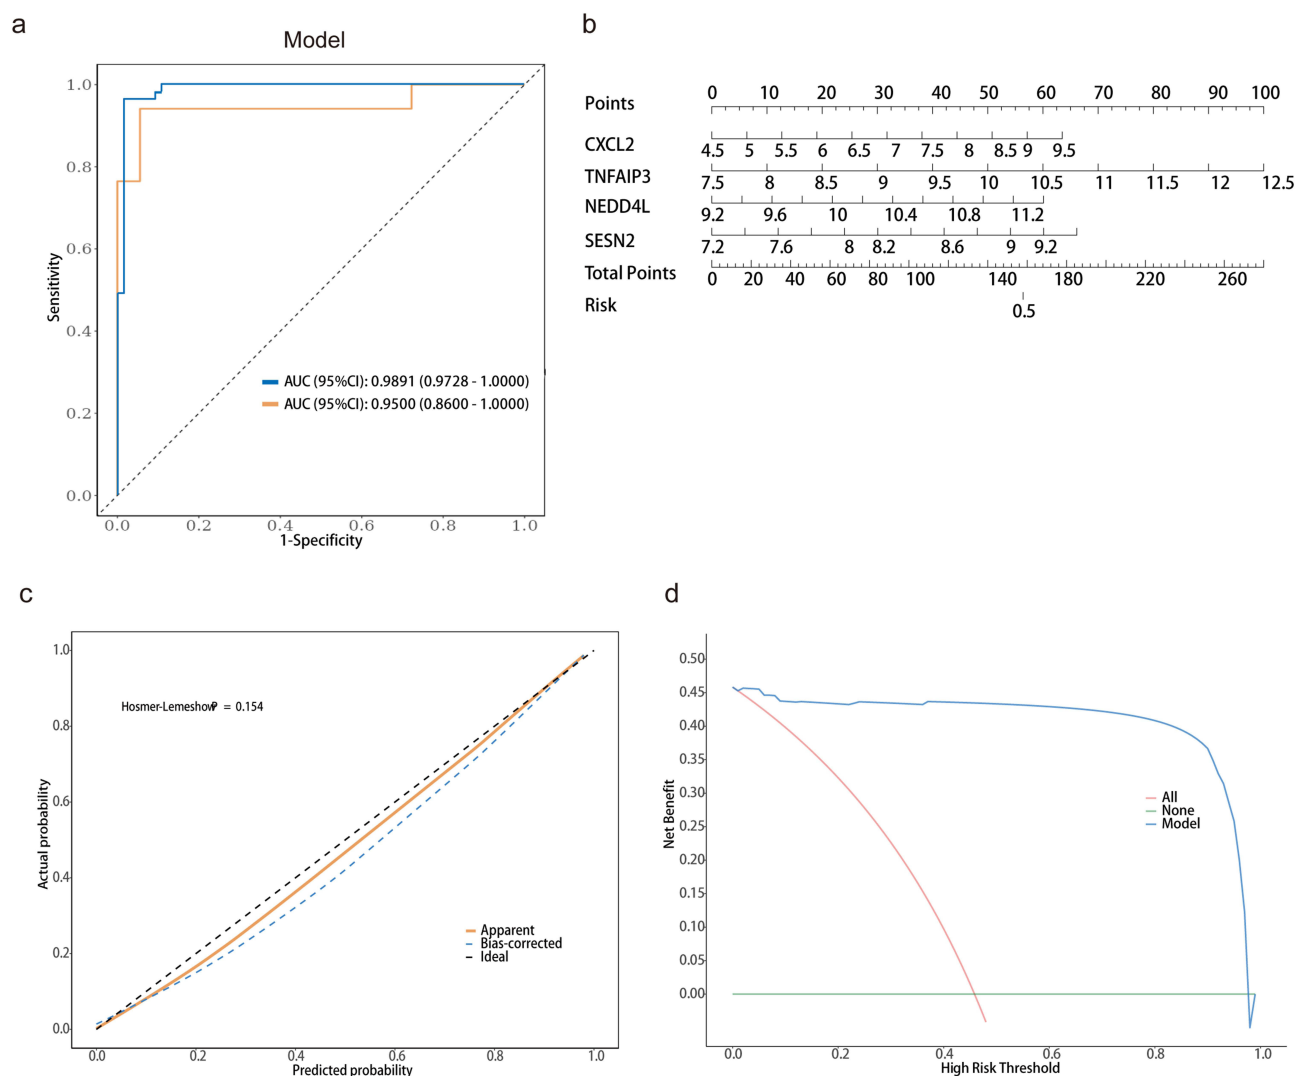 a
Model
1.0
0.8
0.6
0.4
0.2
0.0
Sensitivity
AUC (95%CI): 0.9891 (0.9728 - 1.0000)
AUC (95%CI): 0.9500 (0.8600 - 1.0000)
0.0 0.2 0.4 0.6 0.8 1.0
1-Specificity
b
Points 0 10 20 30 40 50 60 70 80 90 100
CXCL2 4.5 5 5.5 6 6.5 7 7.5 8 8.5 9 9.5
TNFAIP3 7.5 8 8.5 9 9.5 10 10.5 11 11.5 12 12.5
NEDD4L 9.2 9.6 10 10.4 10.8 11.2
SESN2 7.2 7.6 8 8.2 8.6 9 9.2
Total Points 0 20 40 60 80 100 140 180 220 260
Risk 0.5
c
1.0
0.8
0.6
0.4
0.2
0.0
Actual probability
Hosmer-Lemeshow P = 0.154
Apparent
Bias-corrected
Ideal
0.0 0.2 0.4 0.6 0.8 1.0
Predicted probability
d
0.50
0.45
0.40
0.35
0.30
0.25
0.20
0.15
0.10
0.05
0.00
Net Benefit
All
None
Model
0.0 0.2 0.4 0.6 0.8 1.0
High Risk Threshold